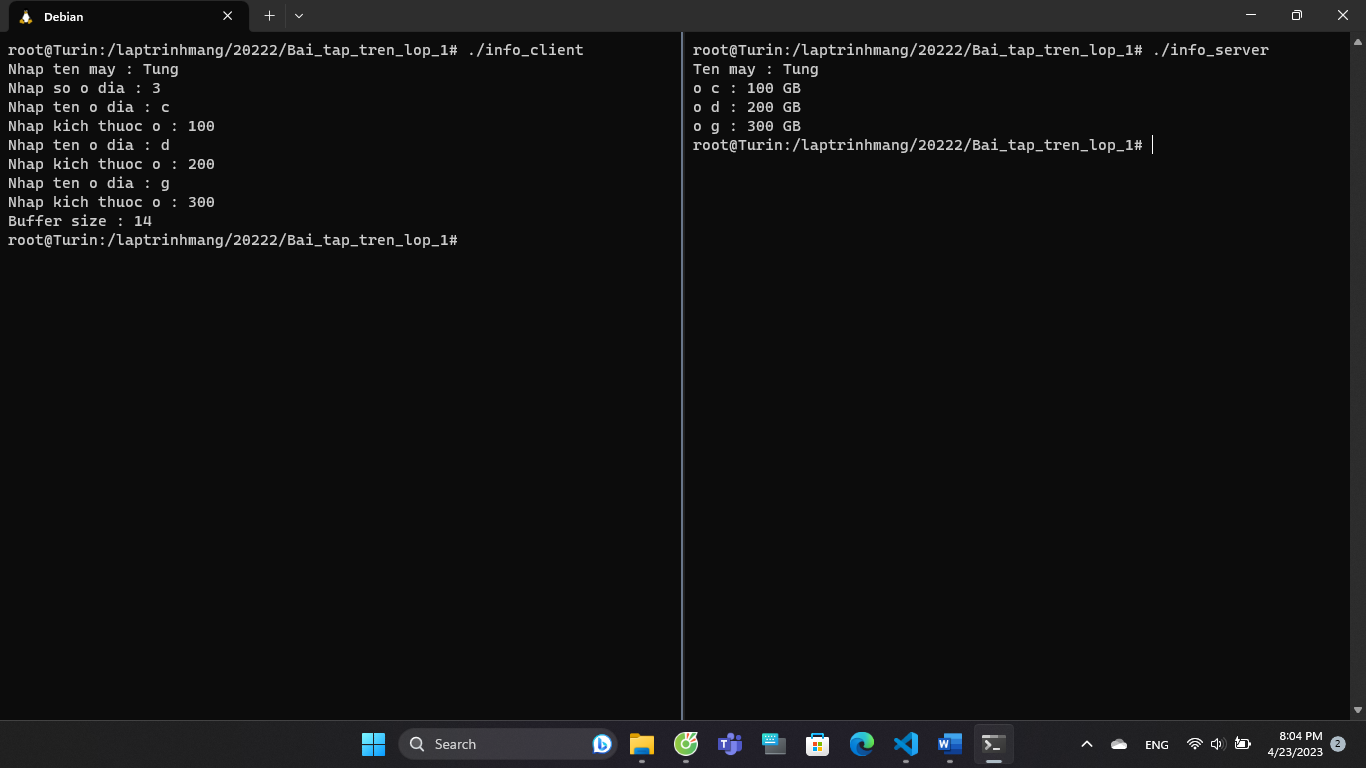 Debian
root@Turin:/laptrinhmang/20222/Bai_tap_tren_lop_1# ./info_client
Nhap ten may : Tung
Nhap so o dia : 3
Nhap ten o dia : c
Nhap kich thuoc o : 100
Nhap ten o dia : d
Nhap kich thuoc o : 200
Nhap ten o dia : g
Nhap kich thuoc o : 300
Buffer size : 14
root@Turin:/laptrinhmang/20222/Bai_tap_tren_lop_1#
root@Turin:/laptrinhmang/20222/Bai_tap_tren_lop_1# ./info_server
Ten may : Tung
o c : 100 GB
o d : 200 GB
o g : 300 GB
root@Turin:/laptrinhmang/20222/Bai_tap_tren_lop_1#
Search
ENG
8:04 PM
4/23/2023
2